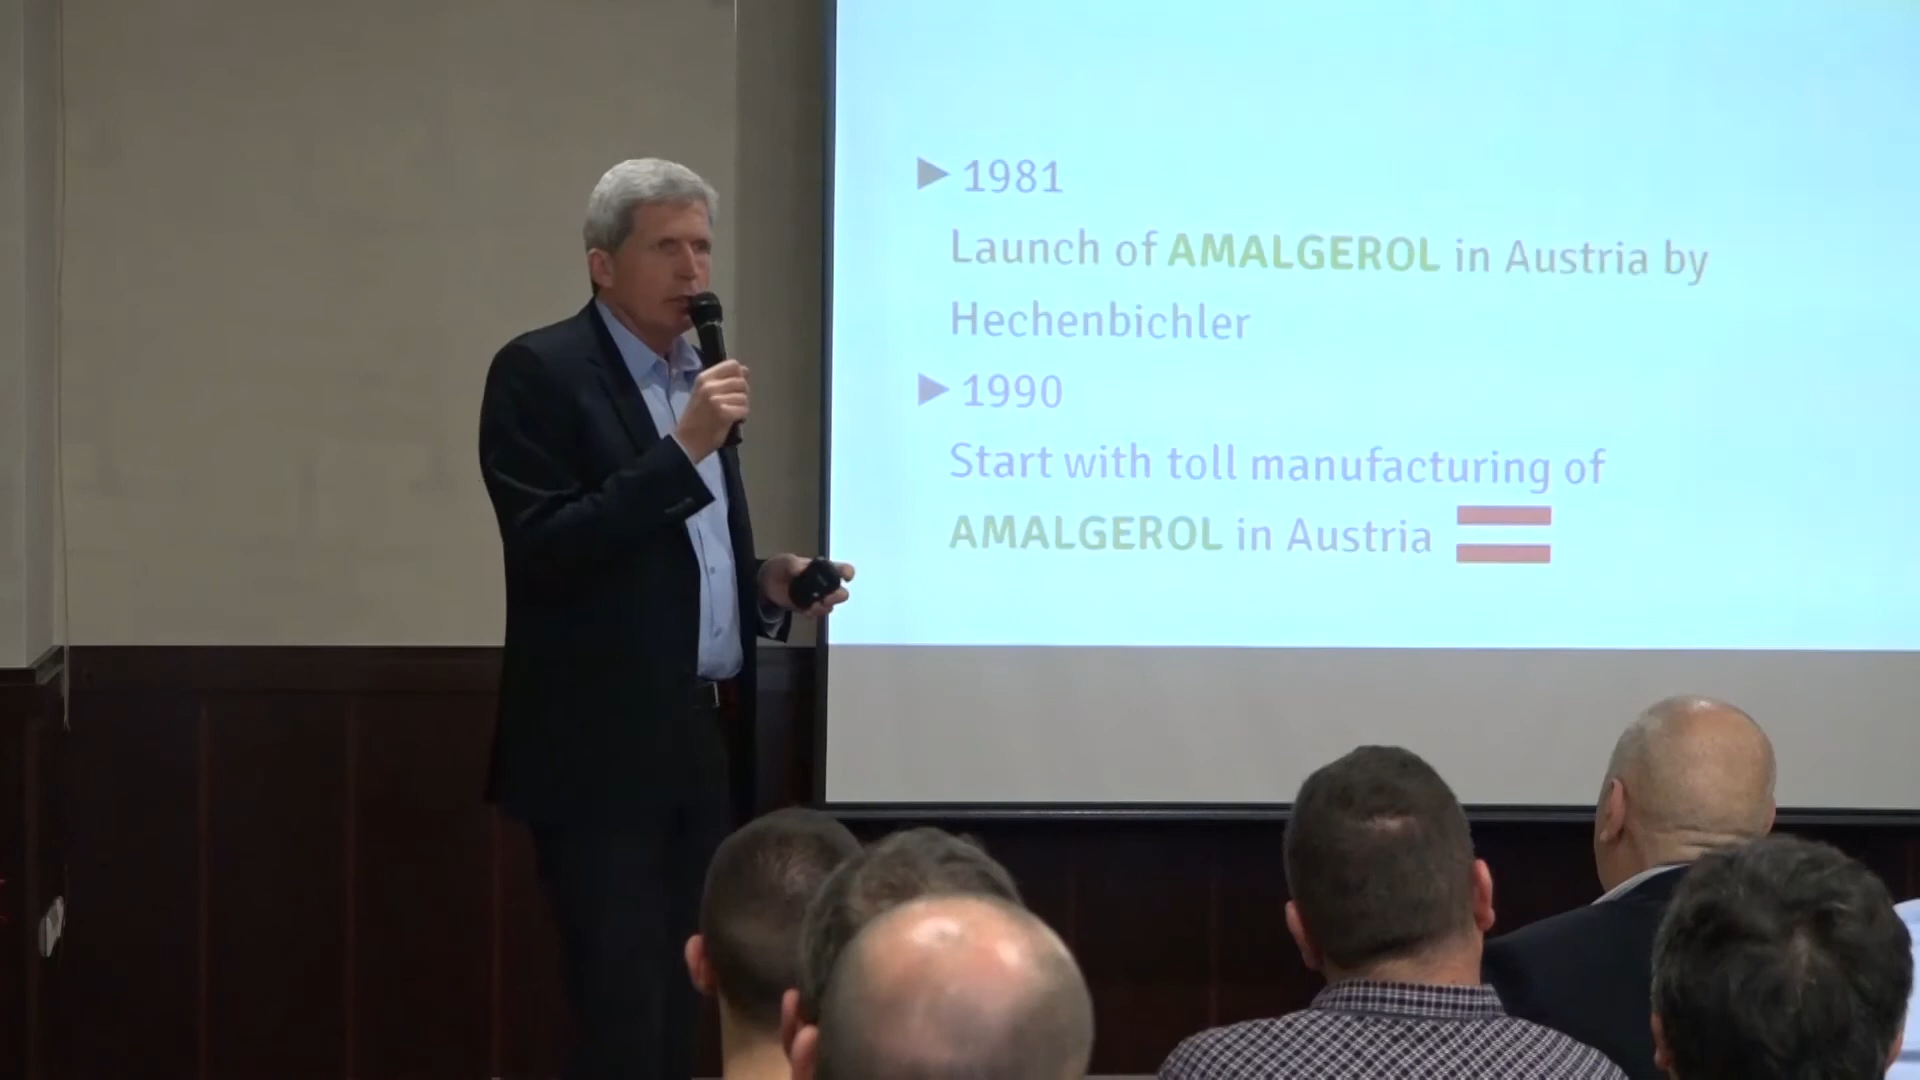 ▶ 1981
Launch of AMALGEROL in Austria by
Hechenbichler
▶ 1990
Start with toll manufacturing of
AMALGEROL in Austria